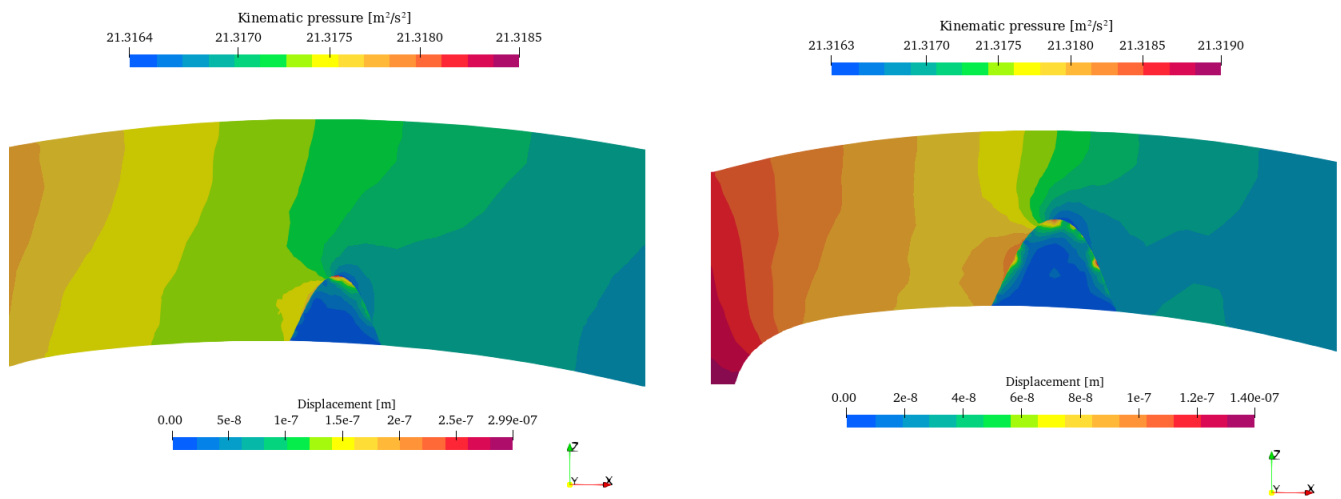 Kinematic pressure [m²/s²]
21.3164 21.3170 21.3175 21.3180 21.3185
Displacement [m]
0.00 5e-8 1e-7 1.5e-7 2e-7 2.5e-7 2.99e-07
Z
Y X
Kinematic pressure [m²/s²]
21.3163 21.3170 21.3175 21.3180 21.3185 21.3190
Displacement [m]
0.00 2e-8 4e-8 6e-8 8e-8 1e-7 1.2e-7 1.40e-07
Z
Y X